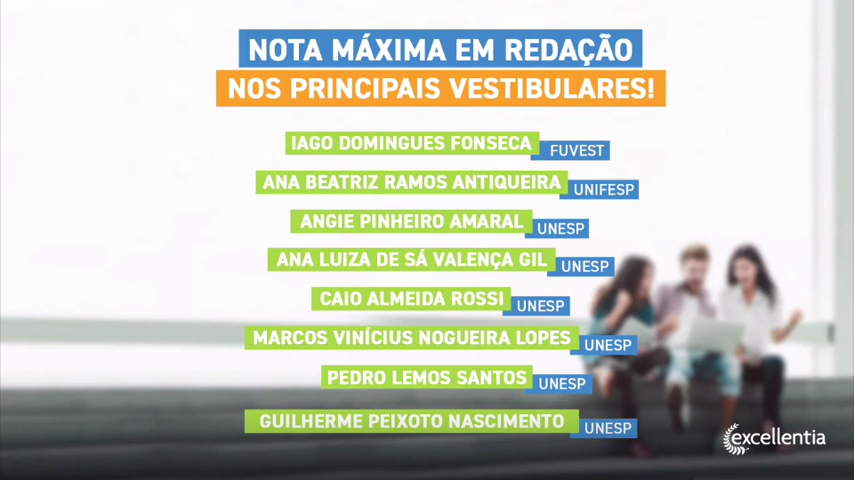 NOTA MÁXIMA EM REDAÇÃO
NOS PRINCIPAIS VESTIBULARES!
IAGO DOMINGUES FONSECA FUVEST
ANA BEATRIZ RAMOS ANTIQUEIRA UNIFESP
ANGIE PINHEIRO AMARAL UNESP
ANA LUIZA DE SÁ VALENÇA GIL UNESP
CAIO ALMEIDA ROSSI UNESP
MARCOS VINÍCIUS NOGUEIRA LOPES UNESP
PEDRO LEMOS SANTOS UNESP
GUILHERME PEIXOTO NASCIMENTO UNESP
excellentia